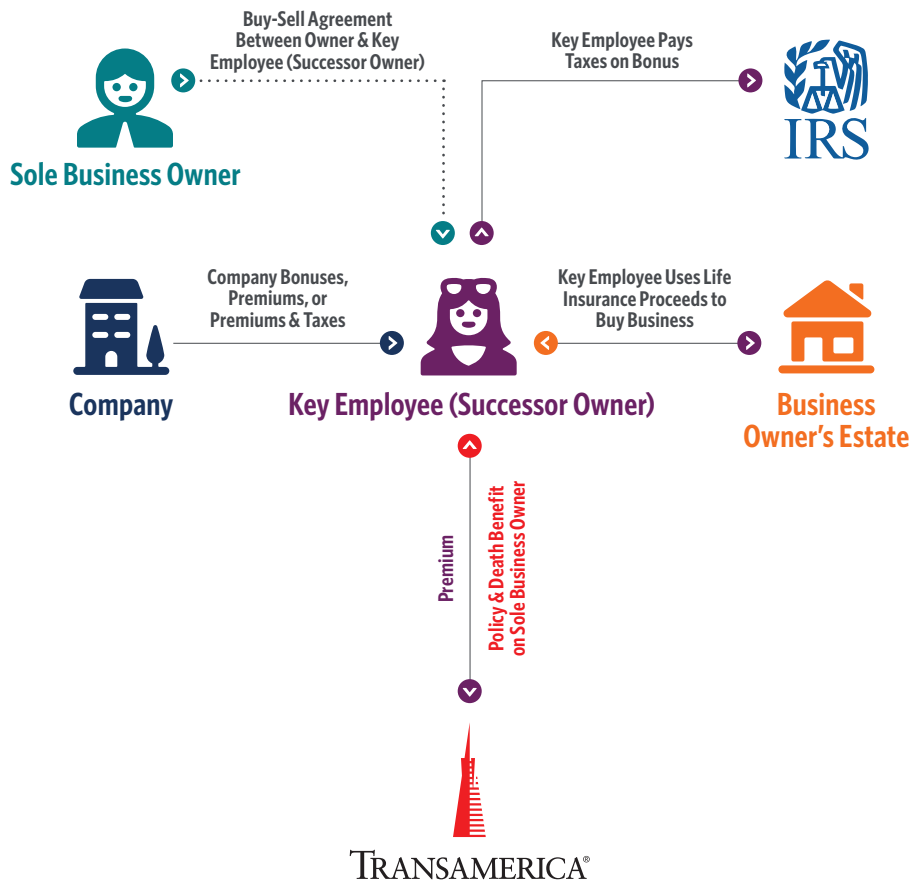 Buy-Sell Agreement
Between Owner & Key
Employee (Successor Owner)
Key Employee Pays
Taxes on Bonus
IRS
Sole Business Owner
Company Bonuses,
Premiums, or
Premiums & Taxes
Key Employee Uses Life
Insurance Proceeds to
Buy Business
Company
Key Employee (Successor Owner)
Business
Owner's Estate
Premium
Policy & Death Benefit
on Sole Business Owner
TRANSAMERICA®